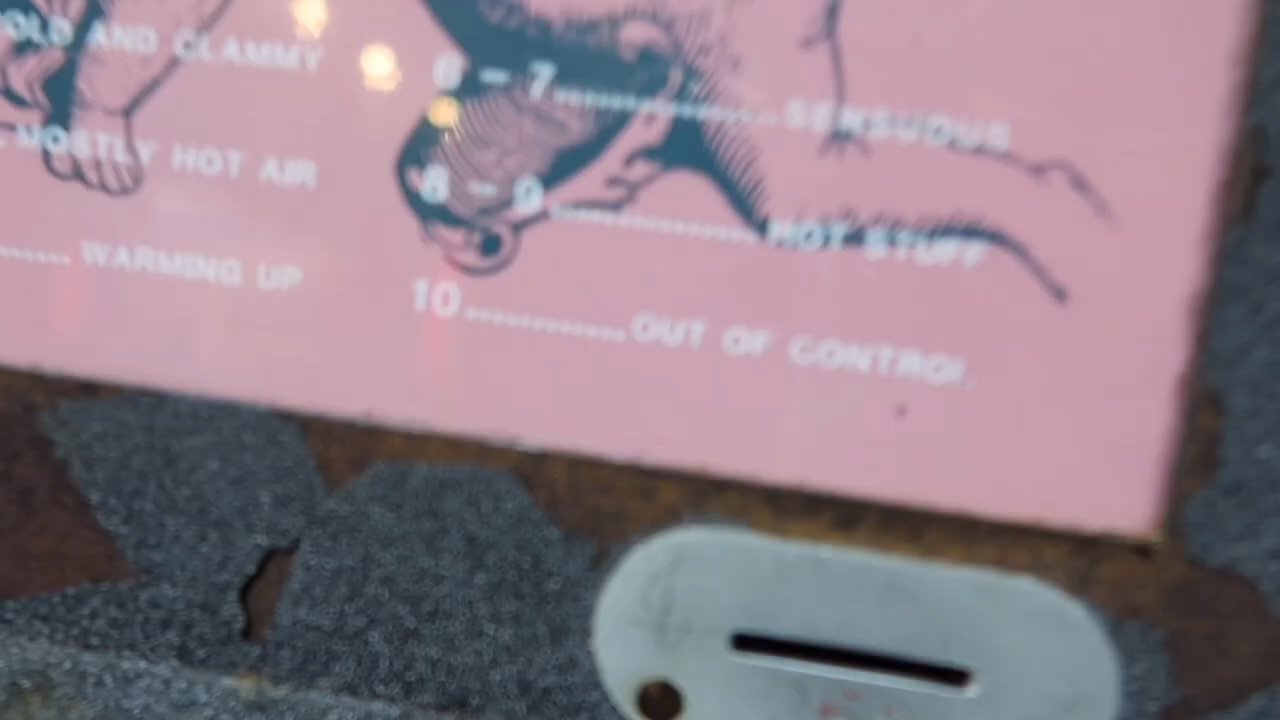 COLD AND CLAMMY
MOSTLY HOT AIR
...... WARMING UP
6 – 7.....................SENSUOUS
8 – 9....................HOT STUFF
10................OUT OF CONTROL